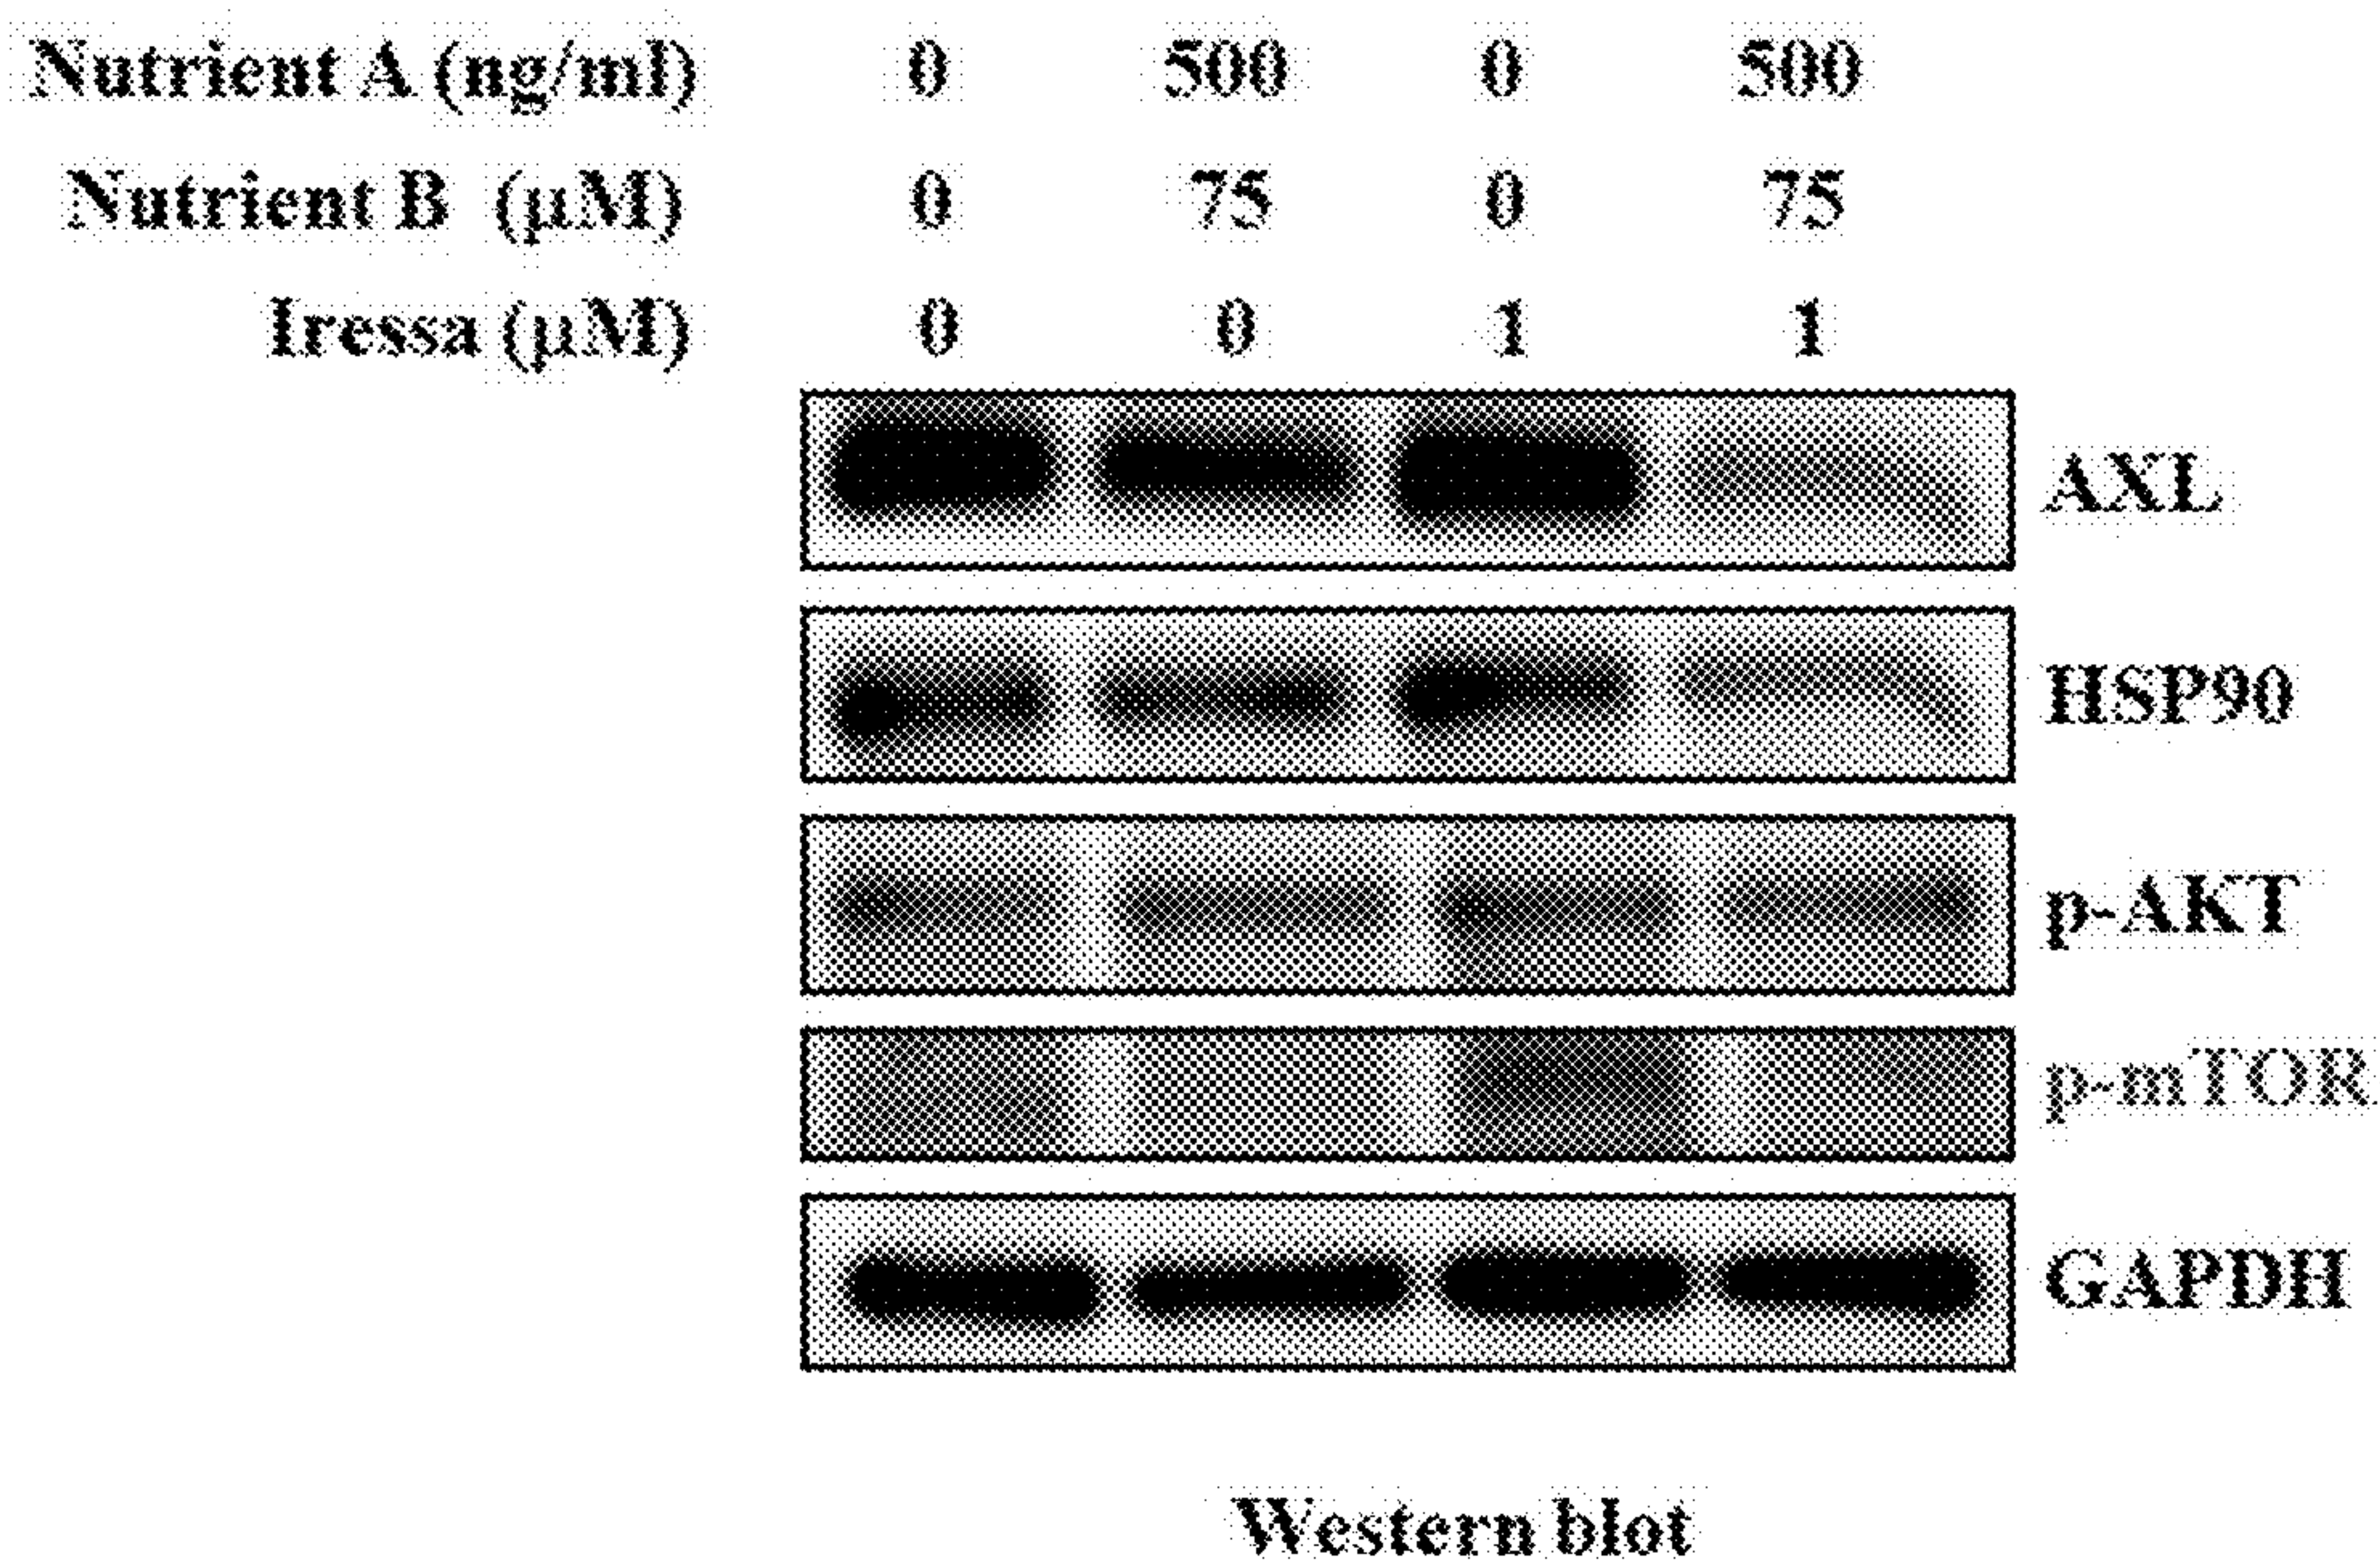 Nutrient A (ng/ml) 0 500 0 500
Nutrient B (µM) 0 75 0 75
Iressa (µM) 0 0 1 1
AXL
HSP90
p-AKT
p-mTOR
GAPDH
Western blot